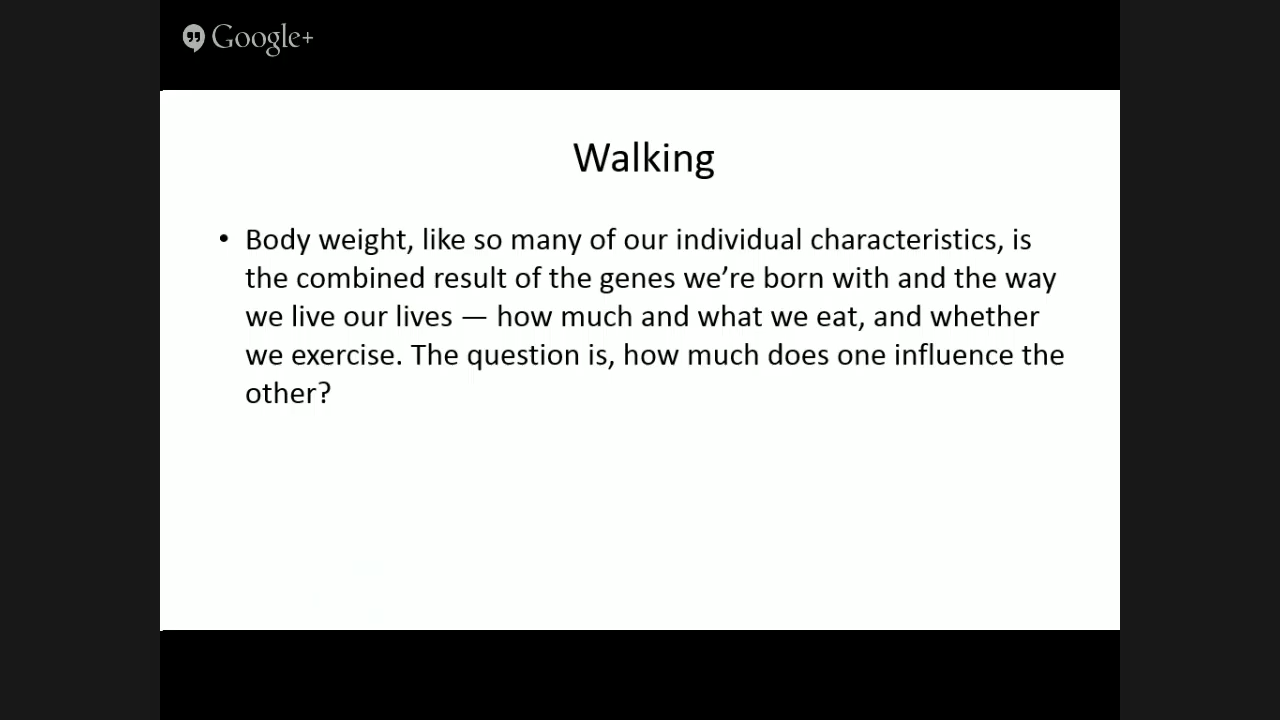 Google+
Walking
• Body weight, like so many of our individual characteristics, is
the combined result of the genes we’re born with and the way
we live our lives — how much and what we eat, and whether
we exercise. The question is, how much does one influence the
other?